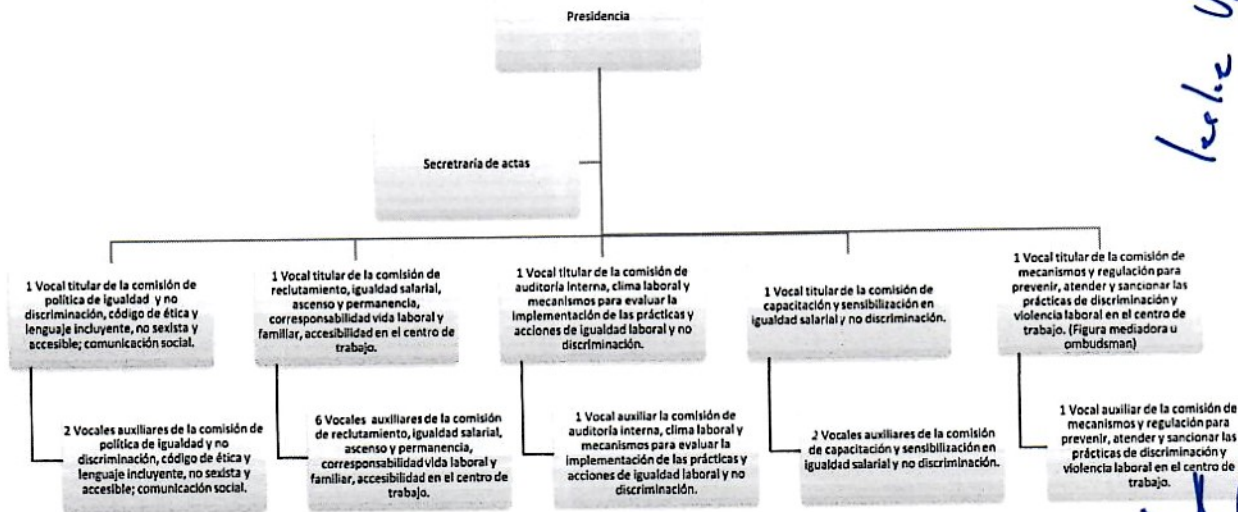 Presidencia
Secretraría de actas
1 Vocal titular de la comisión de
política de igualdad y no
discriminación, código de ética y
lenguaje incluyente, no sexista y
accesible; comunicación social.
1 Vocal titular de la comisión de
reclutamiento, igualdad salarial,
ascenso y permanencia,
corresponsabilidad vida laboral y
familiar, accesibilidad en el centro de
trabajo.
1 Vocal titular de la comisión de
auditoría interna, clima laboral y
mecanismos para evaluar la
implementación de las prácticas y
acciones de igualdad laboral y no
discriminación.
1 Vocal titular de la comisión de
capacitación y sensibilización en
igualdad salarial y no discriminación.
1 Vocal titular de la comisión de
mecanismos y regulación para
prevenir, atender y sancionar las
prácticas de discriminación y
violencia laboral en el centro de
trabajo. (Figura mediadora u
ombudsman)
2 Vocales auxiliares de la comisión de
política de igualdad y no
discriminación, código de ética y
lenguaje incluyente, no sexista y
accesible; comunicación social.
6 Vocales auxiliares de la comisión
de reclutamiento, igualdad salarial,
ascenso y permanencia,
corresponsabilidad vida laboral y
familiar, accesibilidad en el centro de
trabajo.
1 Vocal auxiliar la comisión de
auditoría interna, clima laboral y
mecanismos para evaluar la
implementación de las prácticas y
acciones de igualdad laboral y no
discriminación.
2 Vocales auxiliares de la comisión
de capacitación y sensibilización en
igualdad salarial y no discriminación.
1 Vocal auxiliar de la comisión de
mecanismos y regulación para
prevenir, atender y sancionar las
prácticas de discriminación y
violencia laboral en el centro de
trabajo.